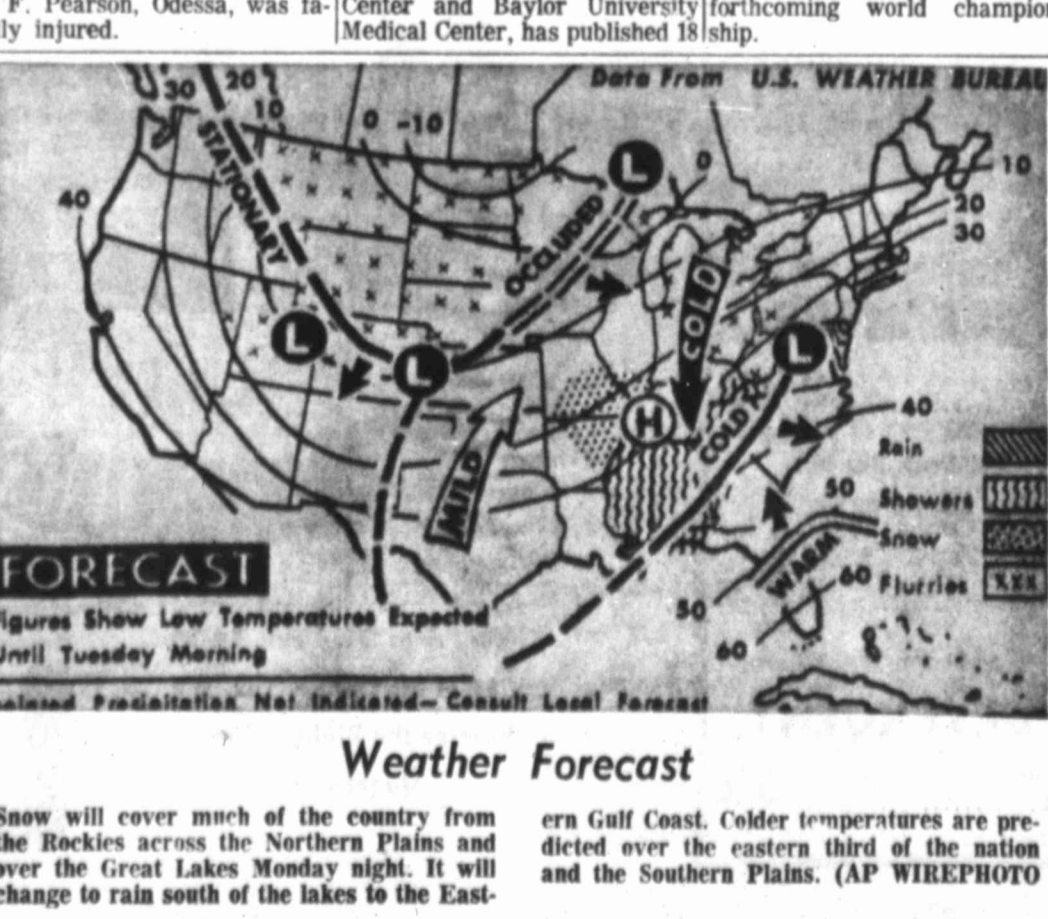 F. Pearson, Odessa, was fa-
ly injured.
Center and Baylor University
Medical Center, has published 18
forthcoming world champio
ship.
Data From U.S. WEATHER BUREAU
30
20
10
0
-10
L
0
10
20
30
40
STATIONARY
OCCLUDED
COLD
L
L
L
H
COLD
MILD
40
Rain
50
Showers
Snow
WARM
60
Flurries
50
60
FORECAST
igures Show Low Temperatures Expected
Until Tuesday Morning
Precipitation Not Indicated— Consult Local Forecast
Weather Forecast
Snow will cover much of the country from
the Rockies across the Northern Plains and
over the Great Lakes Monday night. It will
change to rain south of the lakes to the East-
ern Gulf Coast. Colder temperatures are pre-
dicted over the eastern third of the nation
and the Southern Plains. (AP WIREPHOTO